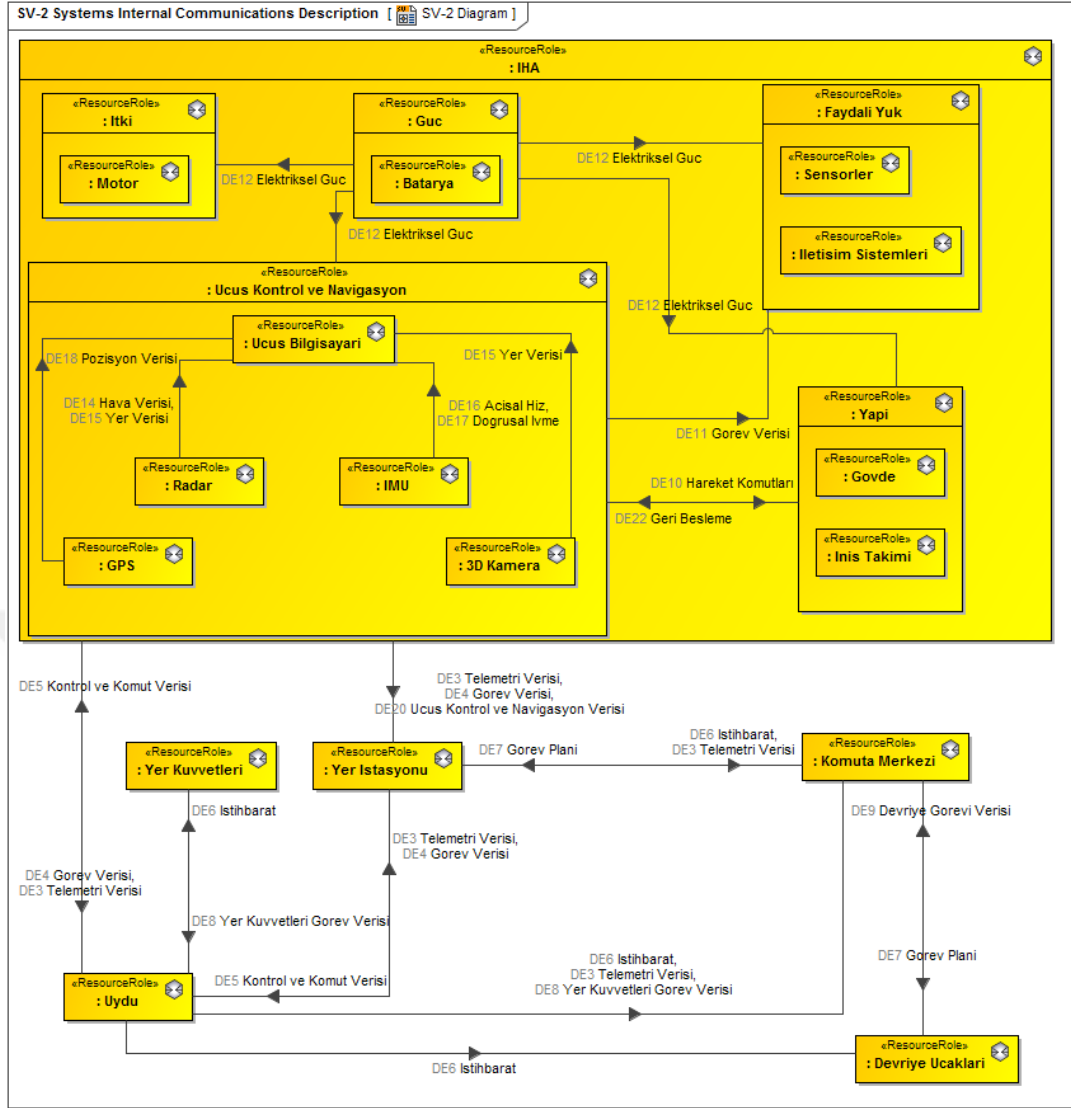 SV-2 Systems Internal Communications Description [ SV-2 Diagram ]
«ResourceRole»
: IHA
«ResourceRole»
: Itki
«ResourceRole»
: Motor
«ResourceRole»
: Guc
«ResourceRole»
: Batarya
«ResourceRole»
: Faydali Yuk
«ResourceRole»
: Sensorler
«ResourceRole»
: Iletisim Sistemleri
DE12 Elektriksel Guc
DE12 Elektriksel Guc
DE12 Elektriksel Guc
DE12 Elektriksel Guc
«ResourceRole»
: Ucus Kontrol ve Navigasyon
«ResourceRole»
: Ucus Bilgisayari
DE18 Pozisyon Verisi
DE15 Yer Verisi
DE14 Hava Verisi,
DE15 Yer Verisi
DE16 Acisal Hiz,
DE17 Dogrusal Ivme
«ResourceRole»
: Radar
«ResourceRole»
: IMU
«ResourceRole»
: GPS
«ResourceRole»
: 3D Kamera
DE11 Gorev Verisi
DE10 Hareket Komutları
DE22 Geri Besleme
«ResourceRole»
: Yapi
«ResourceRole»
: Govde
«ResourceRole»
: Inis Takimi
DE5 Kontrol ve Komut Verisi
DE3 Telemetri Verisi,
DE4 Gorev Verisi,
DE20 Ucus Kontrol ve Navigasyon Verisi
«ResourceRole»
: Yer Kuvvetleri
«ResourceRole»
: Yer Istasyonu
DE7 Gorev Plani
DE6 Istihbarat,
DE3 Telemetri Verisi
«ResourceRole»
: Komuta Merkezi
DE6 Istihbarat
DE9 Devriye Gorevi Verisi
DE3 Telemetri Verisi,
DE4 Gorev Verisi
DE4 Gorev Verisi,
DE3 Telemetri Verisi
DE8 Yer Kuvvetleri Gorev Verisi
DE5 Kontrol ve Komut Verisi
DE6 Istihbarat,
DE3 Telemetri Verisi,
DE8 Yer Kuvvetleri Gorev Verisi
DE7 Gorev Plani
«ResourceRole»
: Uydu
DE6 Istihbarat
«ResourceRole»
: Devriye Ucaklari